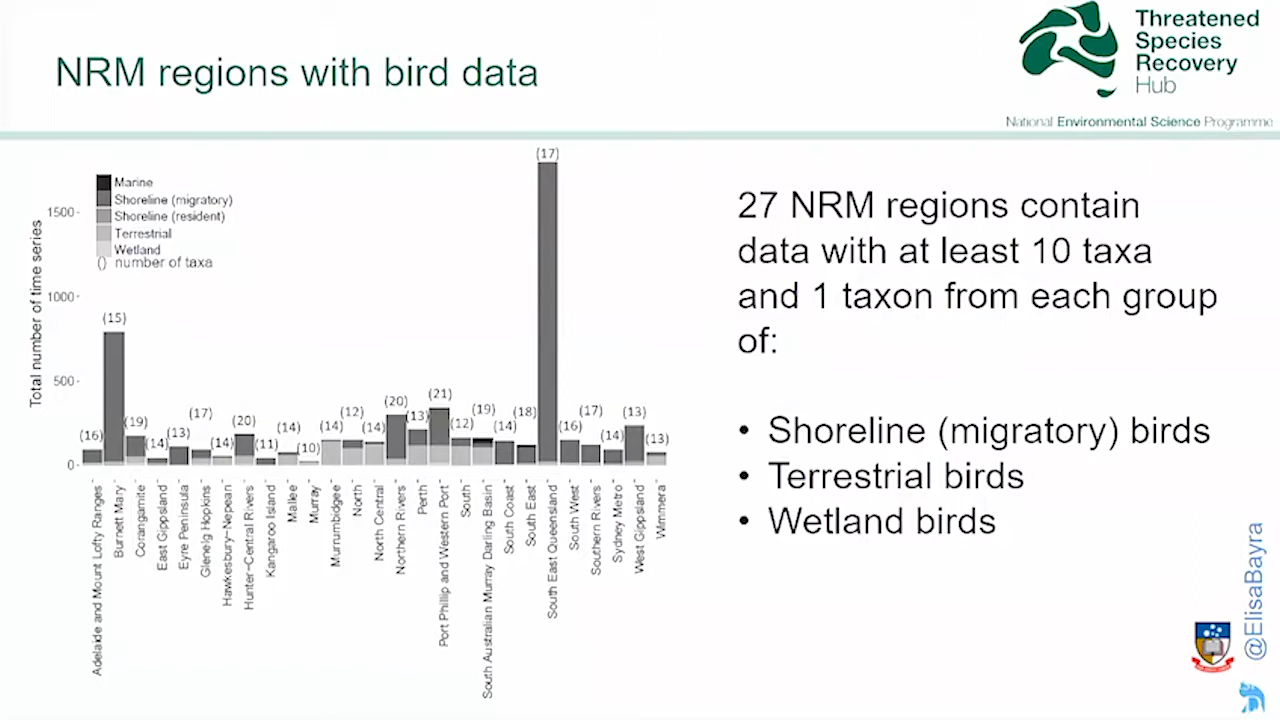 NRM regions with bird data
Threatened
Species
Recovery
Hub
National Environmental Science Programme
Total number of time series
1500
1000
500
0
Marine
Shoreline (migratory)
Shoreline (resident)
Terrestrial
Wetland
() number of taxa
(16)
(15)
(19)
(14)
(13)
(17)
(14)
(20)
(11)
(14)
(10)
(14)
(12)
(14)
(20)
(13)
(21)
(12)
(19)
(14)
(18)
(17)
(16)
(17)
(14)
(13)
(13)
Adelaide and Mount Lofty Ranges
Burnett Mary
Corangamite
East Gippsland
Eyre Peninsula
Glenelg Hopkins
Hawkesbury-Nepean
Hunter-Central Rivers
Kangaroo Island
Mallee
Murray
Murrumbidgee
North
North Central
Northern Rivers
Perth
Port Phillip and Western Port
South
South Australian Murray Darling Basin
South Coast
South East
South East Queensland
South West
Southern Rivers
Sydney Metro
West Gippsland
Wimmera
27 NRM regions contain
data with at least 10 taxa
and 1 taxon from each group
of:
• Shoreline (migratory) birds
• Terrestrial birds
• Wetland birds
@ElisaBayra